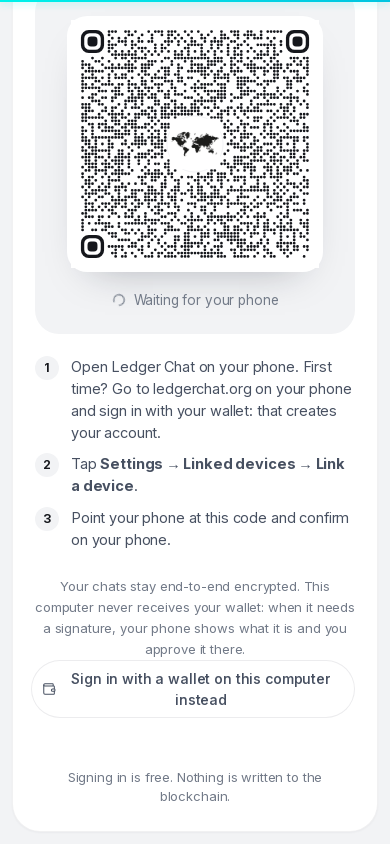 Waiting for your phone
1
Open Ledger Chat on your phone. First
time? Go to ledgerchat.org on your phone
and sign in with your wallet: that creates
your account.
2
Tap Settings → Linked devices → Link
a device.
3
Point your phone at this code and confirm
on your phone.
Your chats stay end-to-end encrypted. This
computer never receives your wallet: when it needs
a signature, your phone shows what it is and you
approve it there.
Sign in with a wallet on this computer
instead
Signing in is free. Nothing is written to the
blockchain.